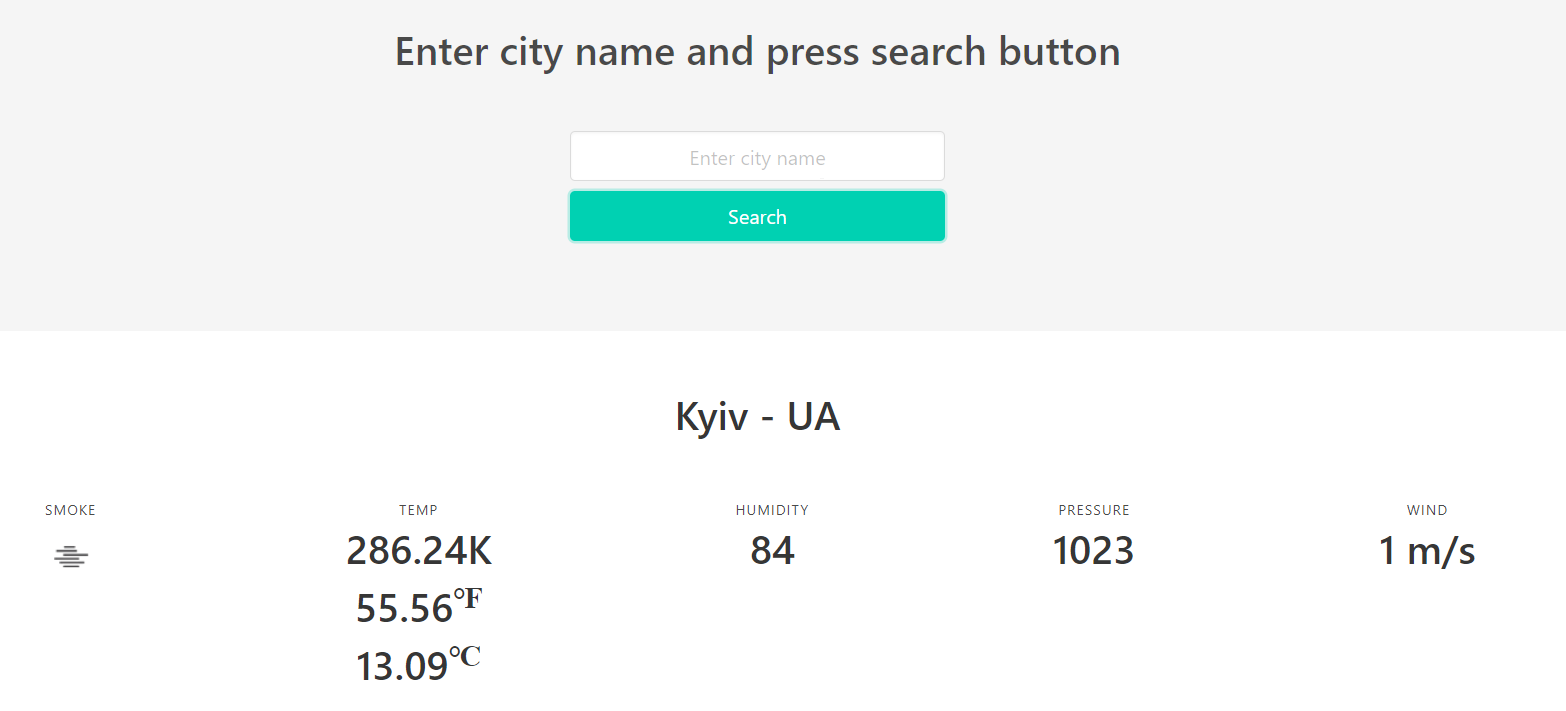 Enter city name and press search button
Enter city name
Search
Kyiv - UA
SMOKE TEMP HUMIDITY PRESSURE WIND
286.24K 84 1023 1 m/s
55.56℉
13.09℃